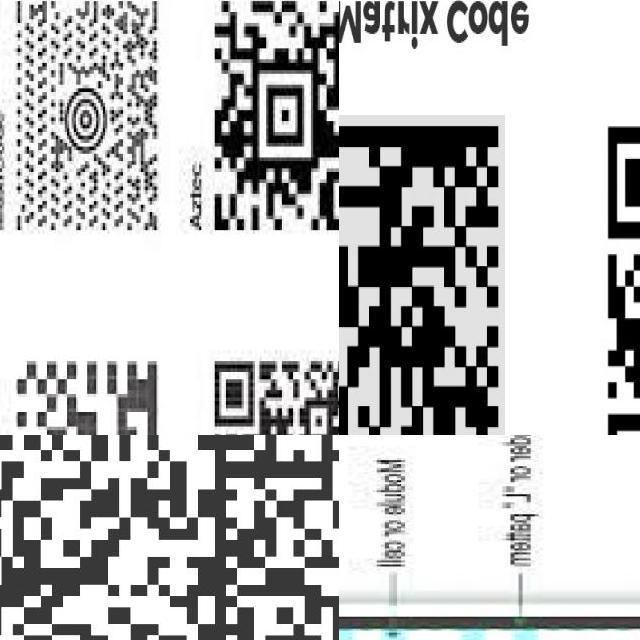 Matrix Code
Aztec
Module or cell
or "L" pattern